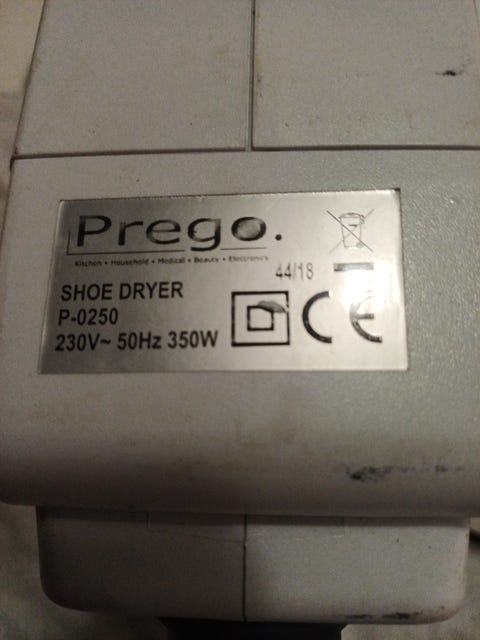 Prego.
Kitchen • Household • Medical • Beauty • Electronics
44/18
SHOE DRYER
P-0250
230V~ 50Hz 350W
CE